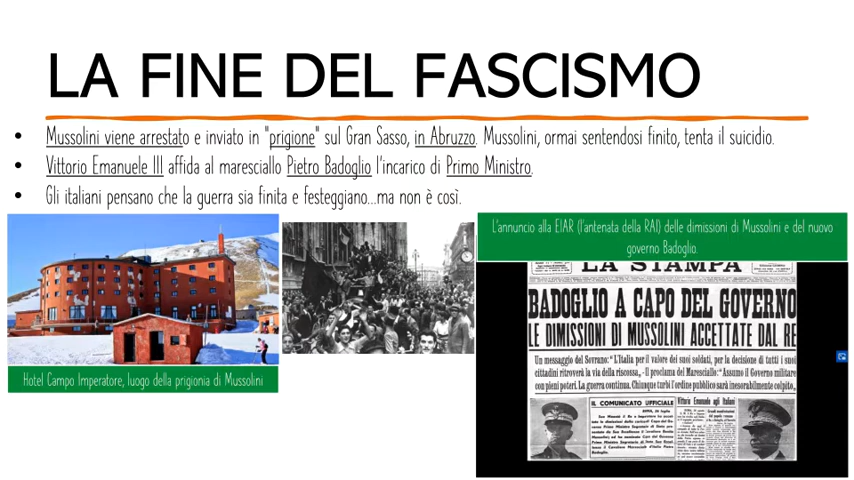 LA FINE DEL FASCISMO
• Mussolini viene arrestato e inviato in "prigione" sul Gran Sasso, in Abruzzo. Mussolini, ormai sentendosi finito, tenta il suicidio.
• Vittorio Emanuele III affida al maresciallo Pietro Badoglio l'incarico di Primo Ministro.
• Gli italiani pensano che la guerra sia finita e festeggiano...ma non è così.
Hotel Campo Imperatore, luogo della prigionia di Mussolini
L'annuncio alla EIAR (l'antenata della RAI) delle dimissioni di Mussolini e del nuovo
governo Badoglio.
LA STAMPA
BADOGLIO A CAPO DEL GOVERNO
LE DIMISSIONI DI MUSSOLINI ACCETTATE DAL RE
Un messaggio del Sovrano: "L'Italia per il valore dei suoi soldati, per la decisione di tutti i suoi
cittadini ritroverà la via della riscossa„ - Il proclama del Maresciallo: "Assumo il Governo militare
con pieni poteri. La guerra continua. Chiunque turbi l'ordine pubblico sarà inesorabilmente colpito„
IL COMUNICATO UFFICIALE
Vittorio Emanuele agli Italiani